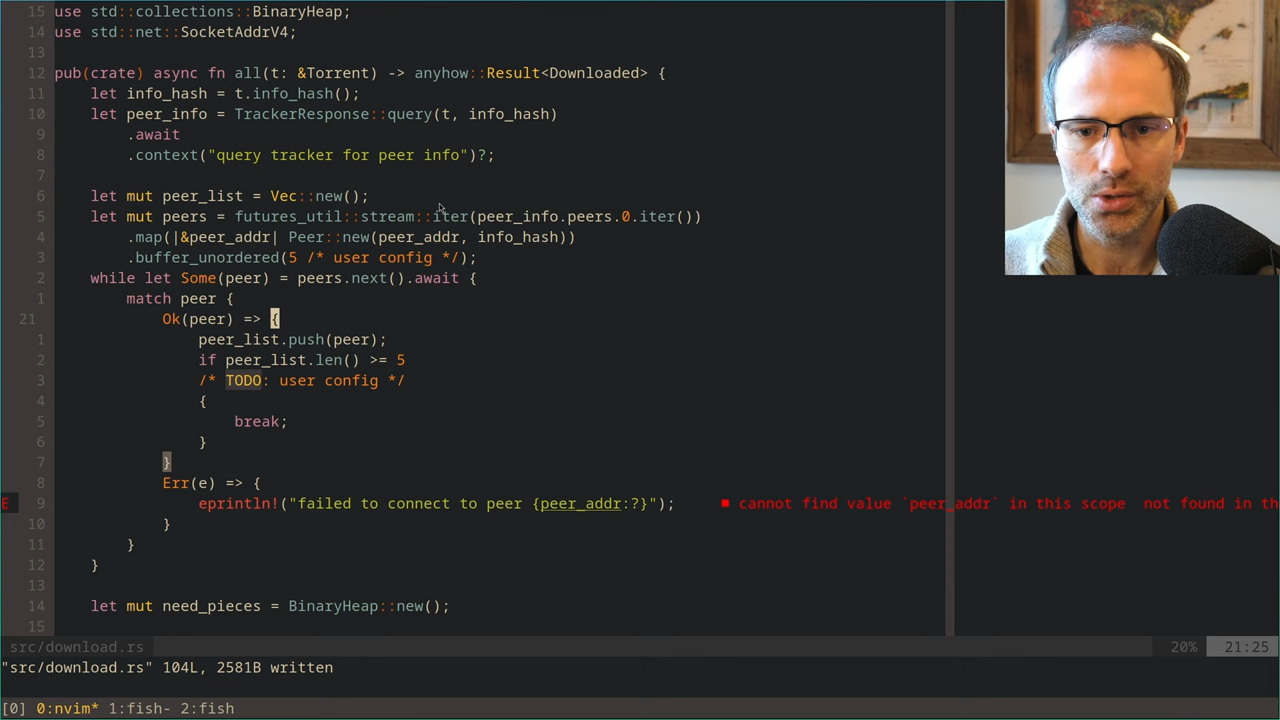 15 use std::collections::BinaryHeap;
14 use std::net::SocketAddrV4;
13
12 pub(crate) async fn all(t: &Torrent) -> anyhow::Result<Downloaded> {
11     let info_hash = t.info_hash();
10     let peer_info = TrackerResponse::query(t, info_hash)
9         .await
8         .context("query tracker for peer info")?;
7
6     let mut peer_list = Vec::new();
5     let mut peers = futures_util::stream::iter(peer_info.peers.0.iter())
4         .map(|&peer_addr| Peer::new(peer_addr, info_hash))
3         .buffer_unordered(5 /* user config */);
2     while let Some(peer) = peers.next().await {
1         match peer {
21             Ok(peer) => {
1                 peer_list.push(peer);
2                 if peer_list.len() >= 5
3                 /* TODO: user config */
4                 {
5                     break;
6                 }
7             }
8             Err(e) => {
E 9                 eprintln!("failed to connect to peer {peer_addr:?}"); ■ cannot find value `peer_addr` in this scope  not found in th
10             }
11         }
12     }
13
14     let mut need_pieces = BinaryHeap::new();
15
src/download.rs 20% 21:25
"src/download.rs" 104L, 2581B written
[0] 0:nvim* 1:fish- 2:fish